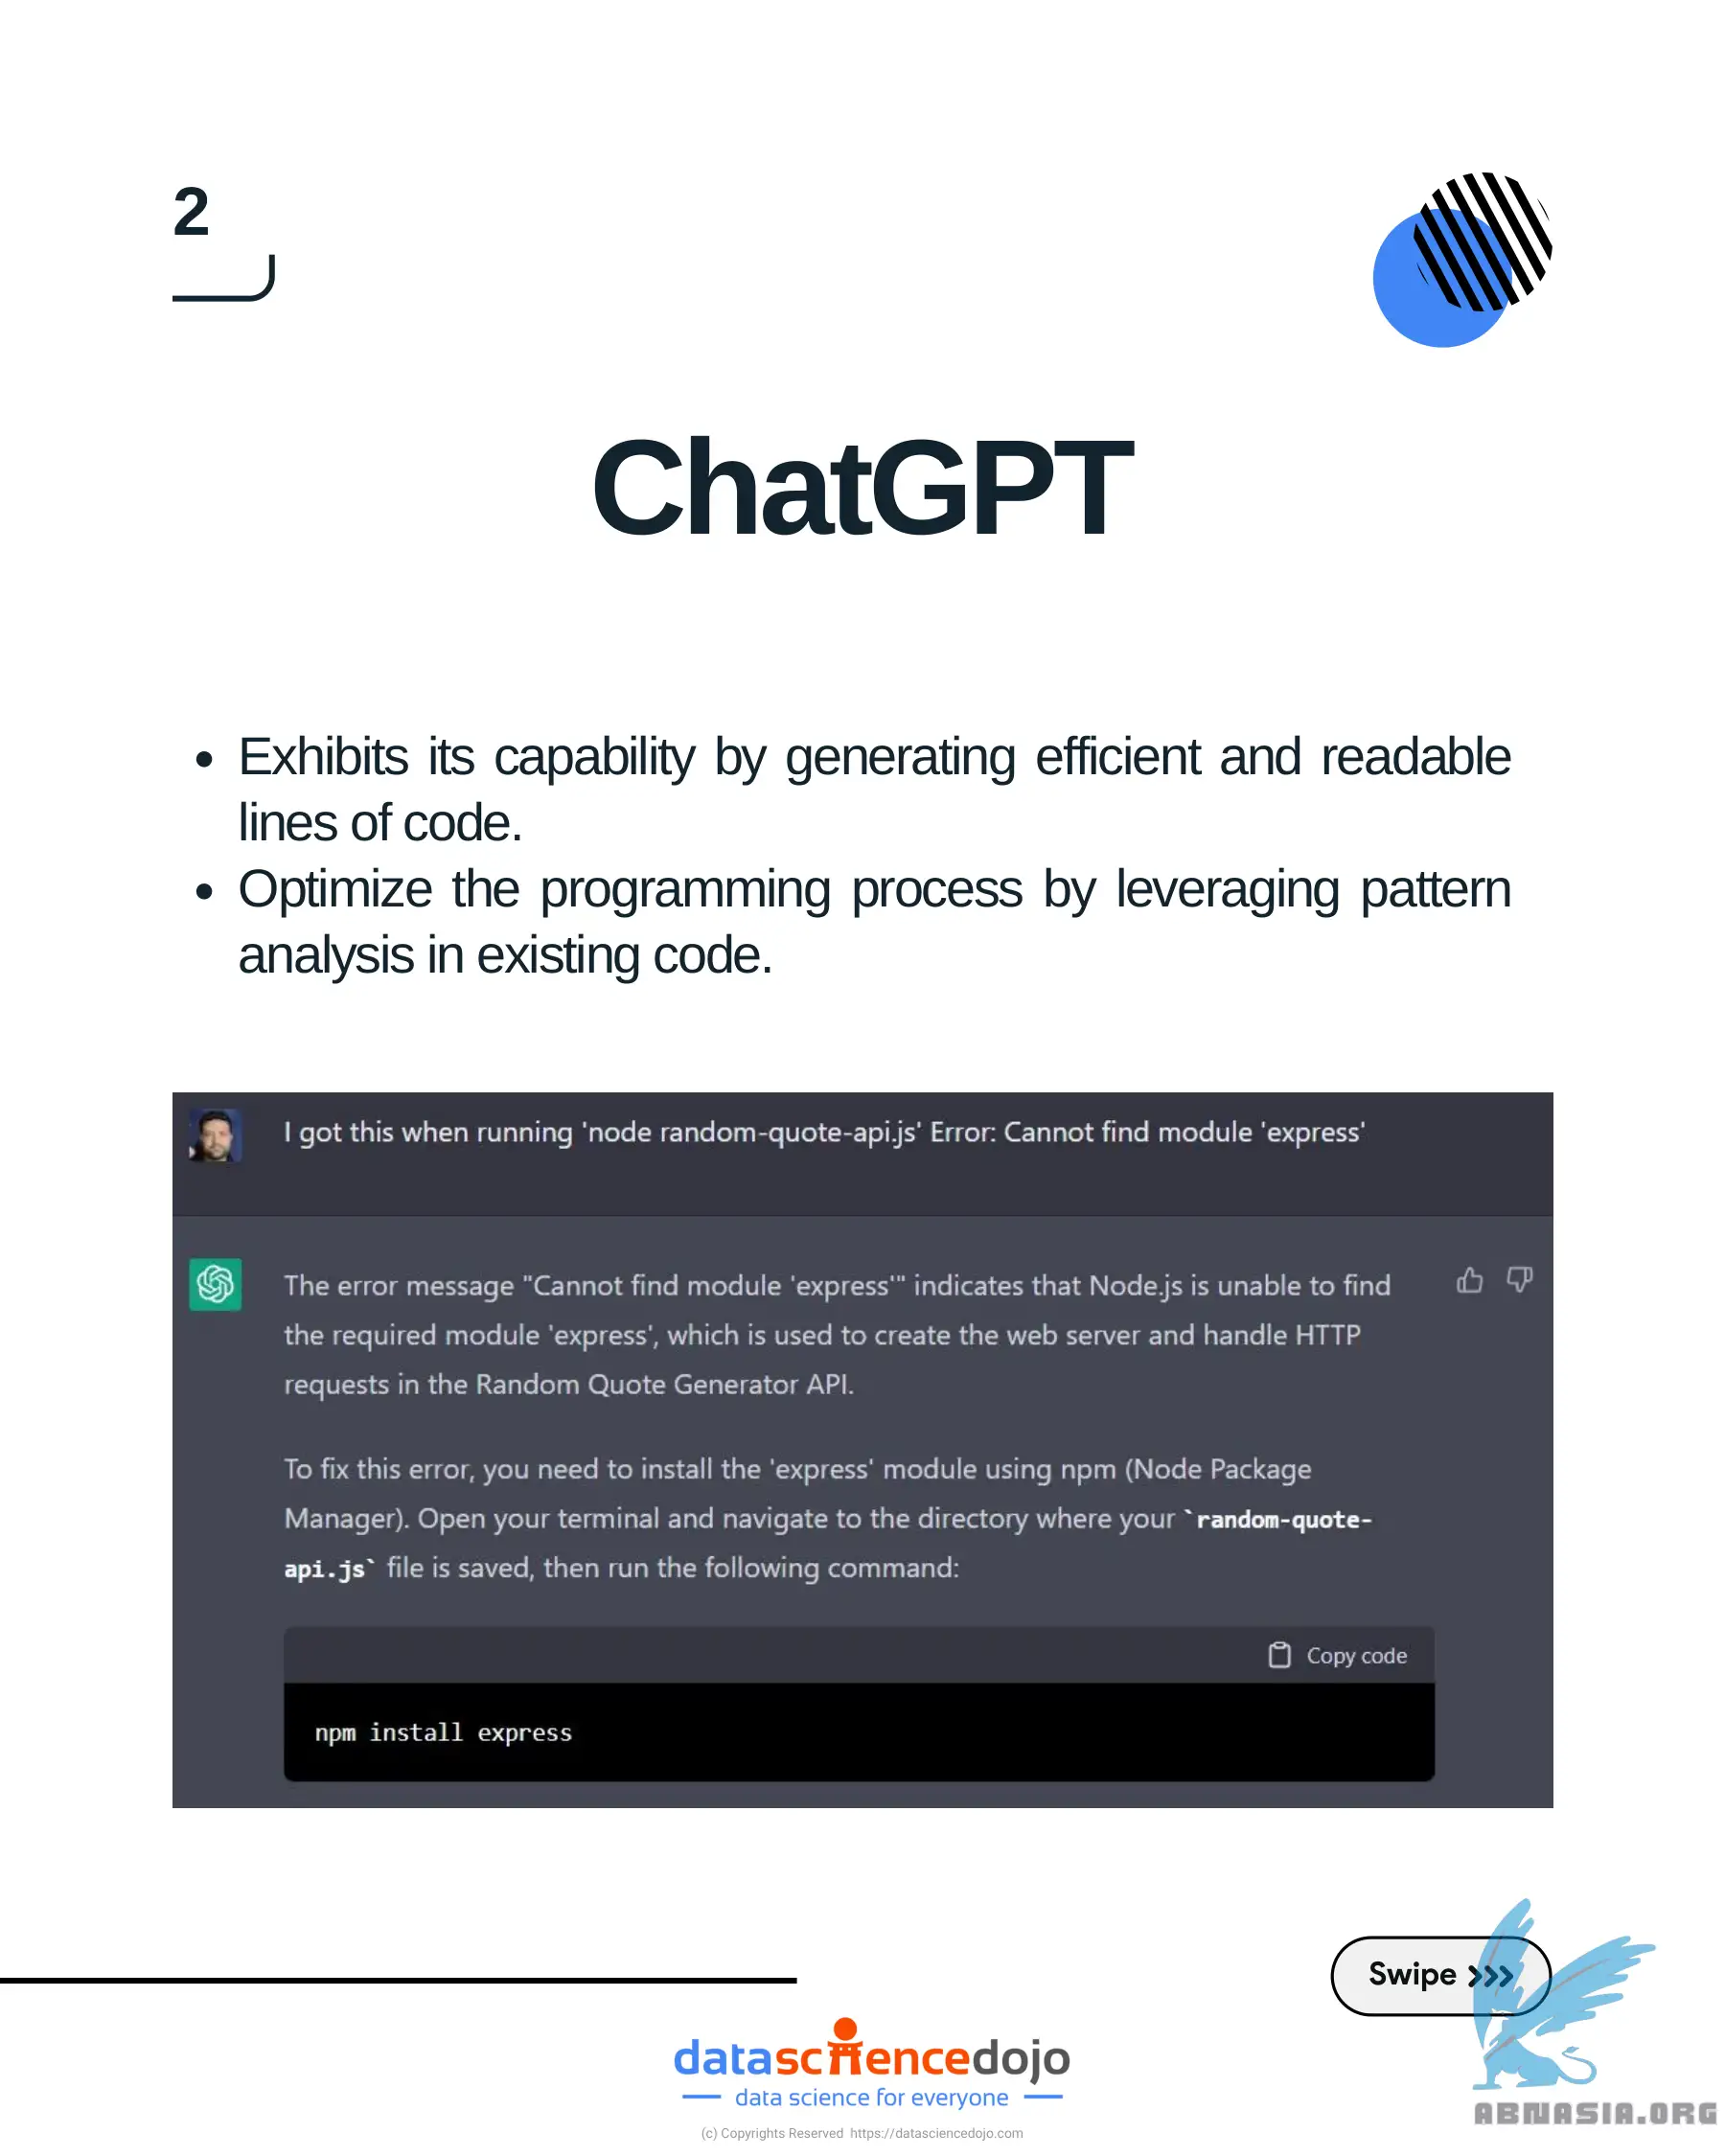 2
ChatGPT
• Exhibits its capability by generating efficient and readable
lines of code.
• Optimize the programming process by leveraging pattern
analysis in existing code.
I got this when running 'node random-quote-api.js' Error: Cannot find module 'express'
The error message "Cannot find module 'express'" indicates that Node.js is unable to find
the required module 'express', which is used to create the web server and handle HTTP
requests in the Random Quote Generator API.
To fix this error, you need to install the 'express' module using npm (Node Package
Manager). Open your terminal and navigate to the directory where your `random-quote-
api.js` file is saved, then run the following command:
Copy code
npm install express
Swipe >>>
datasciencedojo
data science for everyone
ABNASIA.ORG
(c) Copyrights Reserved https://datasciencedojo.com